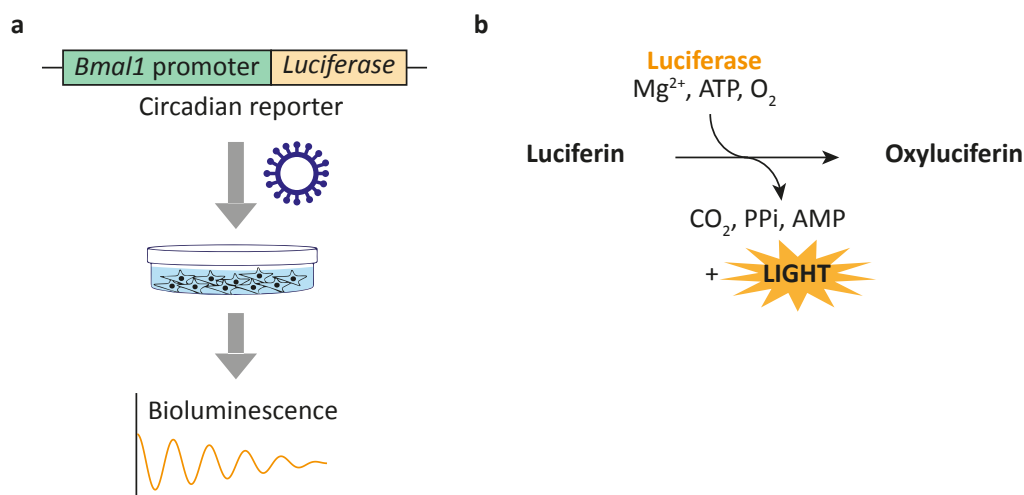 a
Bmal1 promoter Luciferase
Circadian reporter
Bioluminescence
b
Luciferase
Mg²⁺, ATP, O₂
Luciferin
Oxyluciferin
CO₂, PPi, AMP
+ LIGHT